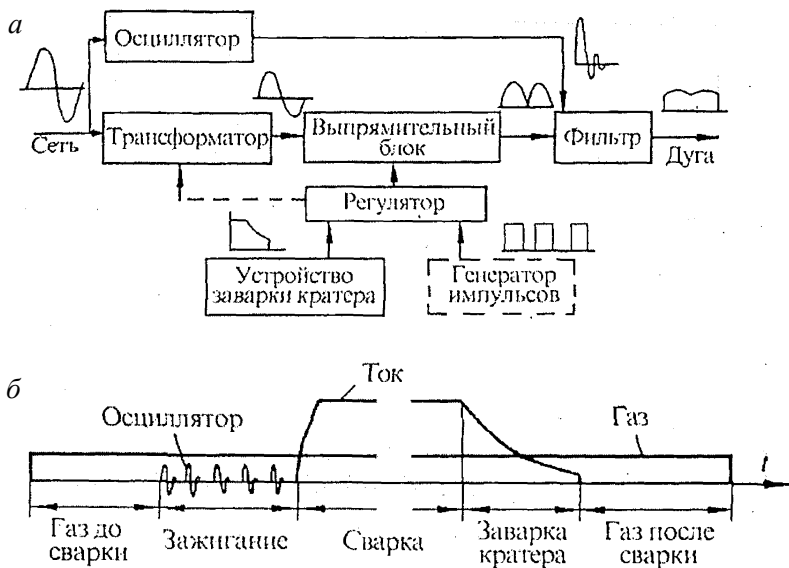 а
Осциллятор
Сеть
Трансформатор
Выпрямительный
блок
Фильтр
Дуга
Регулятор
Устройство
заварки кратера
Генератор
импульсов
б
Ток
Осциллятор
Газ
t
Газ до
сварки
Зажигание
Сварка
Заварка
кратера
Газ после
сварки